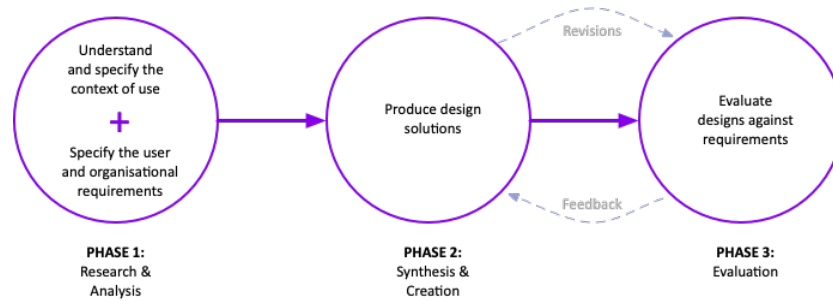 Understand
and specify the
context of use
+
Specify the user
and organisational
requirements
Produce design
solutions
Revisions
Feedback
Evaluate
designs against
requirements
PHASE 1:
Research &
Analysis
PHASE 2:
Synthesis &
Creation
PHASE 3:
Evaluation